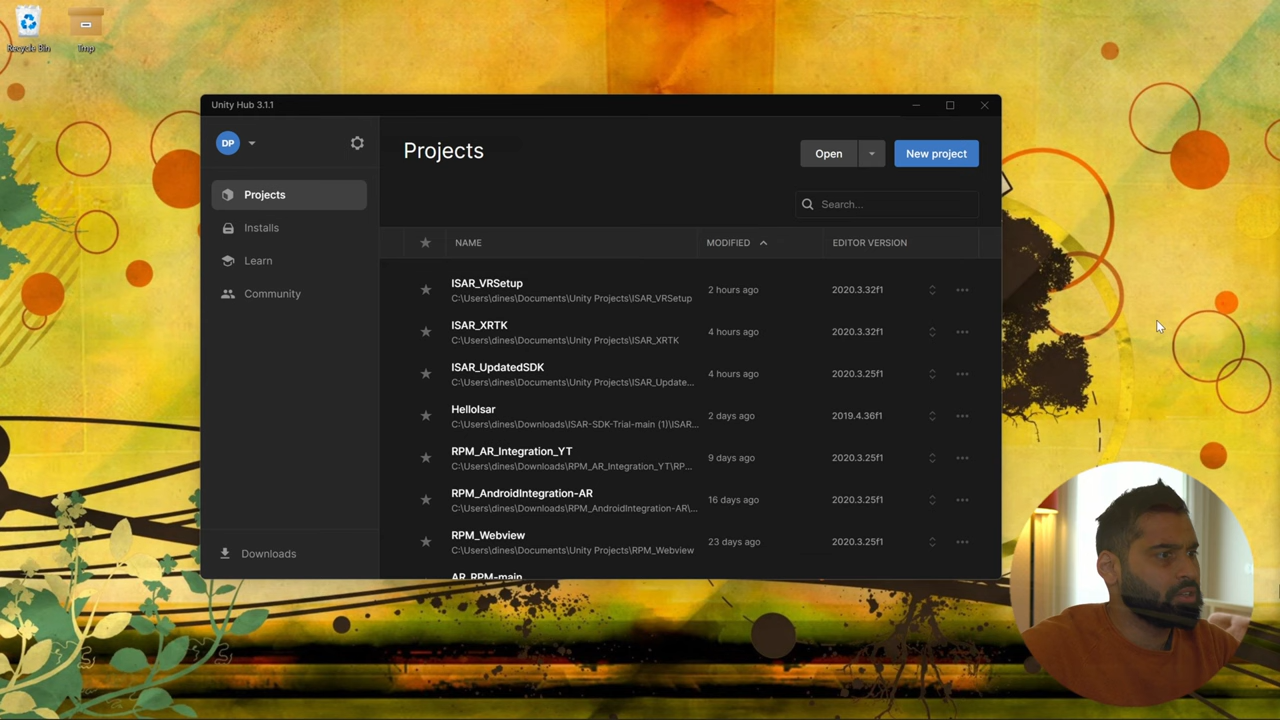 Recycle Bin
Tmp
Unity Hub 3.1.1
DP
Projects
Open
New project
Projects
Installs
Learn
Community
Downloads
Search...
NAME
MODIFIED
EDITOR VERSION
ISAR_VRSetup
C:\Users\dines\Documents\Unity Projects\ISAR_VRSetup
2 hours ago
2020.3.32f1
ISAR_XRTK
C:\Users\dines\Documents\Unity Projects\ISAR_XRTK
4 hours ago
2020.3.32f1
ISAR_UpdatedSDK
C:\Users\dines\Documents\Unity Projects\ISAR_Update...
4 hours ago
2020.3.25f1
HelloIsar
C:\Users\dines\Downloads\ISAR-SDK-Trial-main (1)\ISAR...
2 days ago
2019.4.36f1
RPM_AR_Integration_YT
C:\Users\dines\Downloads\RPM_AR_Integration_YT\RP...
9 days ago
2020.3.25f1
RPM_AndroidIntegration-AR
C:\Users\dines\Downloads\RPM_AndroidIntegration-AR\...
16 days ago
2020.3.25f1
RPM_Webview
C:\Users\dines\Documents\Unity Projects\RPM_Webview
23 days ago
2020.3.25f1
AR_RPM-main